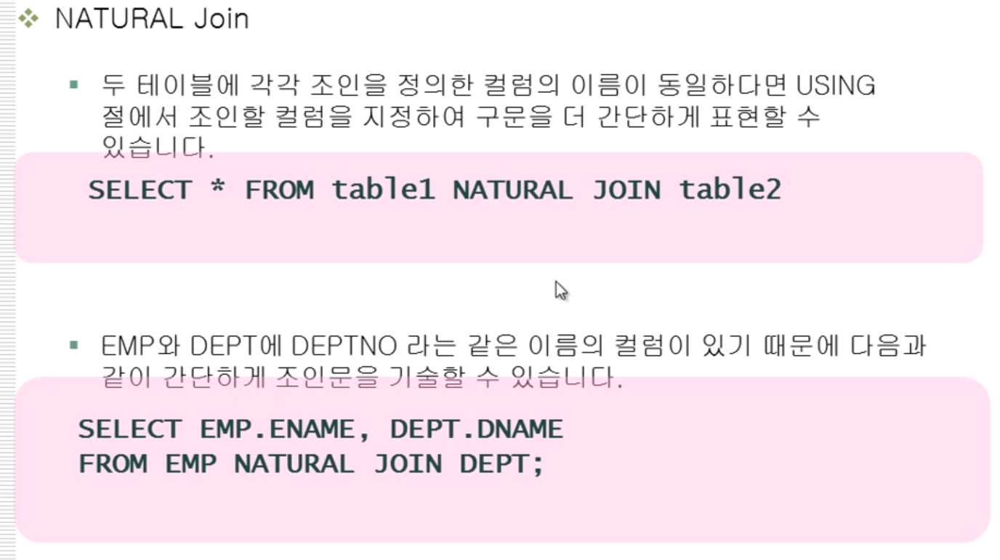 NATURAL Join
두 테이블에 각각 조인을 정의한 컬럼의 이름이 동일하다면 USING
절에서 조인할 컬럼을 지정하여 구문을 더 간단하게 표현할 수
있습니다.
SELECT * FROM table1 NATURAL JOIN table2
EMP와 DEPT에 DEPTNO 라는 같은 이름의 컬럼이 있기 때문에 다음과
같이 간단하게 조인문을 기술할 수 있습니다.
SELECT EMP.ENAME, DEPT.DNAME
FROM EMP NATURAL JOIN DEPT;